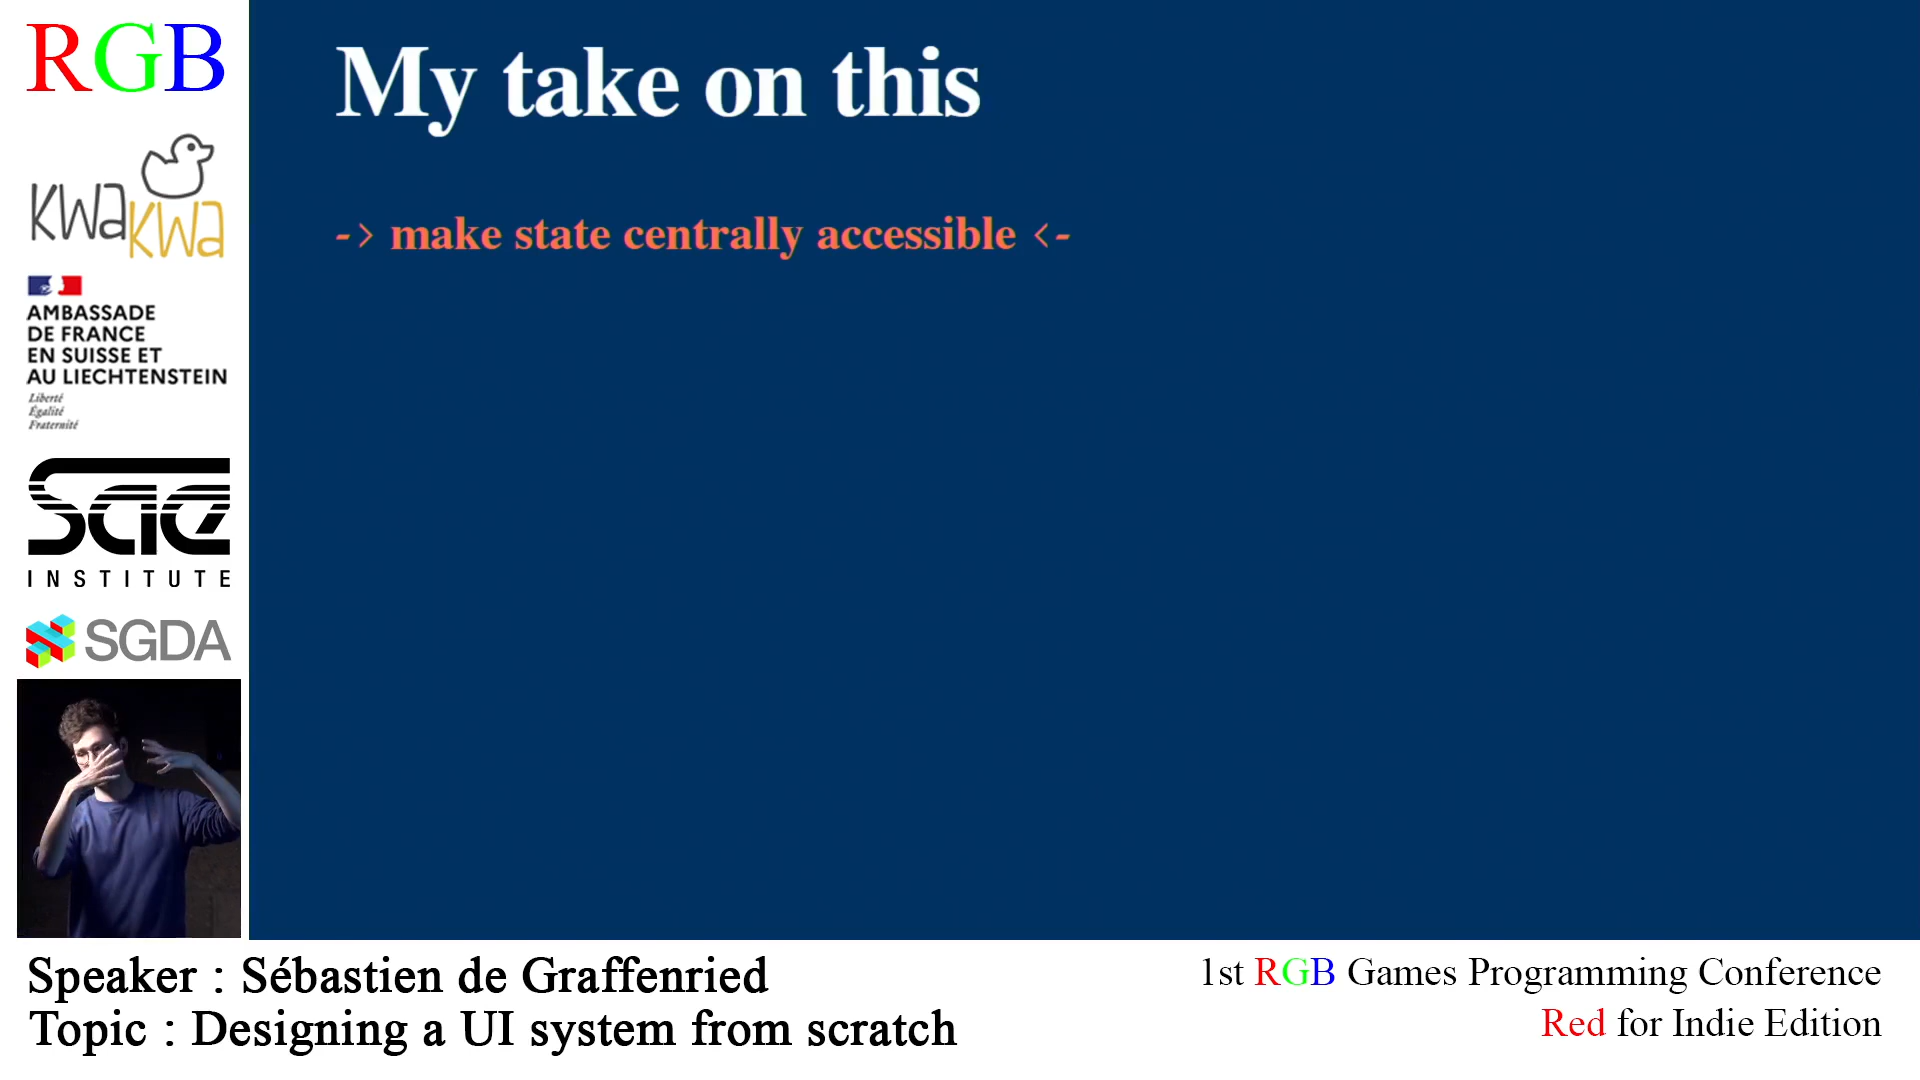 RGB
My take on this
-> make state centrally accessible <-
KWaKWa
AMBASSADE
DE FRANCE
EN SUISSE ET
AU LIECHTENSTEIN
Liberté
Égalité
Fraternité
Sae
INSTITUTE
SGDA
Speaker : Sébastien de Graffenried
Topic : Designing a UI system from scratch
1st RGB Games Programming Conference
Red for Indie Edition